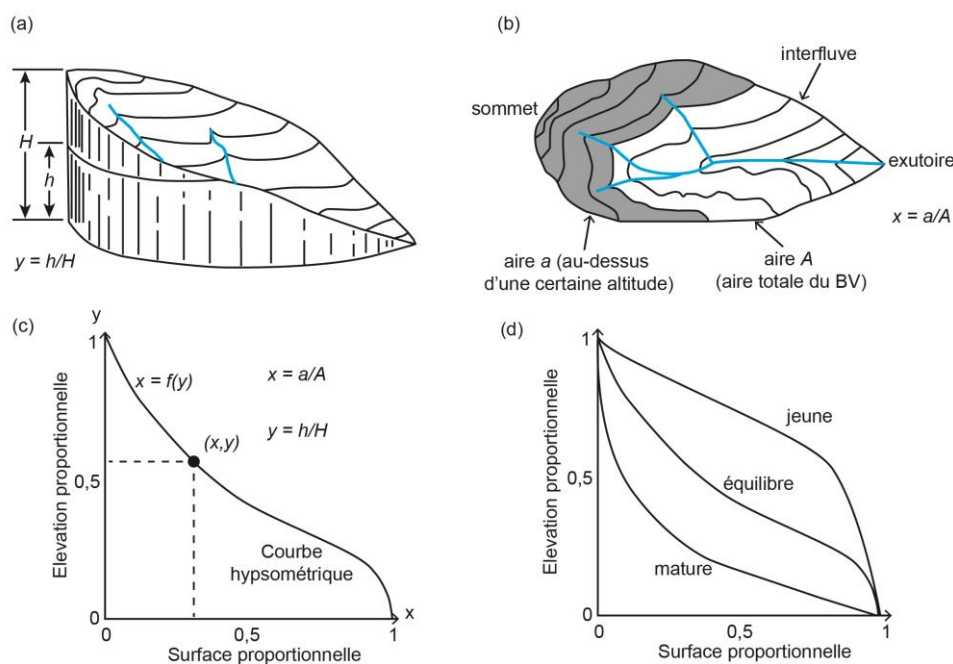 (a)
H
h
y = h/H
(b)
interfluve
sommet
exutoire
x = a/A
aire a (au-dessus
d'une certaine altitude)
aire A
(aire totale du BV)
(c)
y
1
x = f(y)
x = a/A
y = h/H
(x,y)
0,5
Courbe
hypsométrique
0
x
0
0,5
1
Elevation proportionnelle
Surface proportionnelle
(d)
1
jeune
0,5
équilibre
mature
0
0
0,5
1
Elevation proportionnelle
Surface proportionnelle